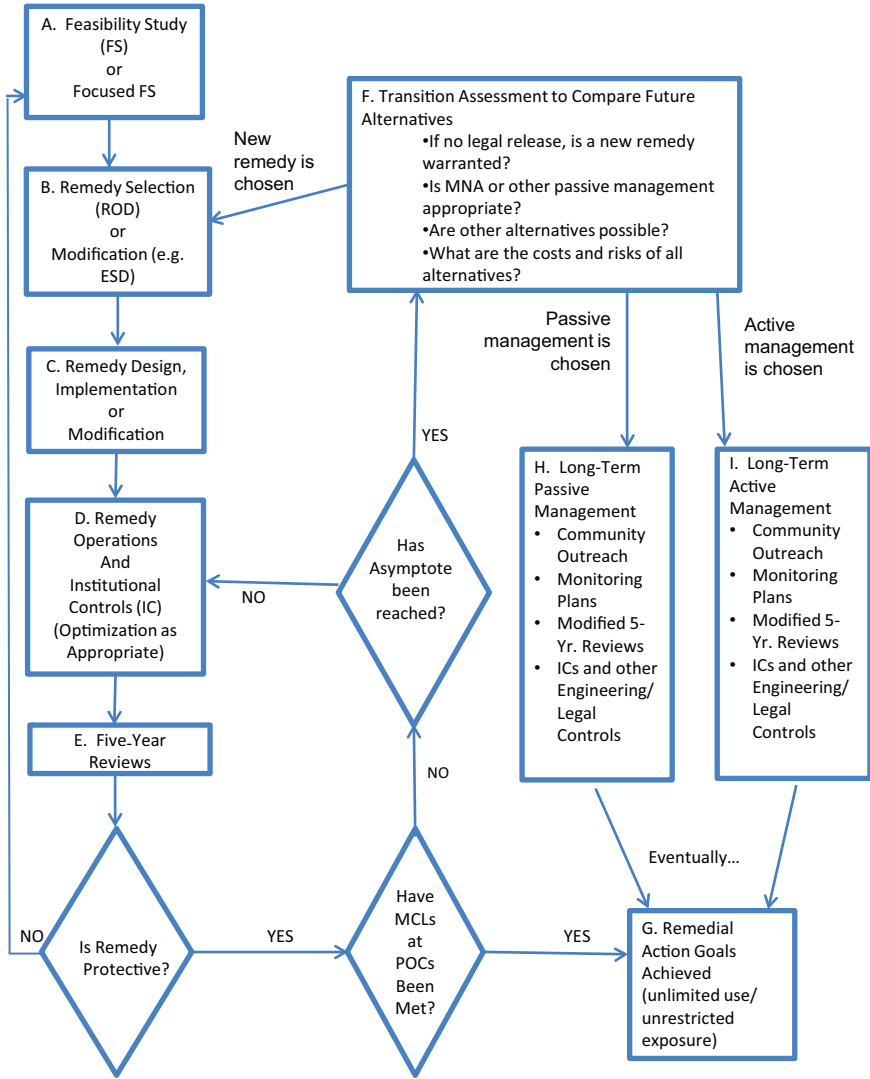 A. Feasibility Study
(FS)
or
Focused FS
B. Remedy Selection
(ROD)
or
Modification (e.g.
ESD)
C. Remedy Design,
Implementation
or
Modification
D. Remedy
Operations
And
Institutional
Controls (IC)
(Optimization as
Appropriate)
E. Five-Year
Reviews
Is Remedy
Protective?
NO
YES
Have
MCLs
at
POCs
Been
Met?
NO
YES
Has
Asymptote
been
reached?
NO
YES
F. Transition Assessment to Compare Future
Alternatives
•If no legal release, is a new remedy
warranted?
•Is MNA or other passive management
appropriate?
•Are other alternatives possible?
•What are the costs and risks of all
alternatives?
New
remedy is
chosen
Passive
management is
chosen
Active
management
is chosen
H. Long-Term
Passive
Management
• Community
Outreach
• Monitoring
Plans
• Modified 5-
Yr. Reviews
• ICs and other
Engineering/
Legal
Controls
I. Long-Term
Active
Management
• Community
Outreach
• Monitoring
Plans
• Modified 5-
Yr. Reviews
• ICs and other
Engineering/
Legal
Controls
Eventually...
G. Remedial
Action Goals
Achieved
(unlimited use/
unrestricted
exposure)